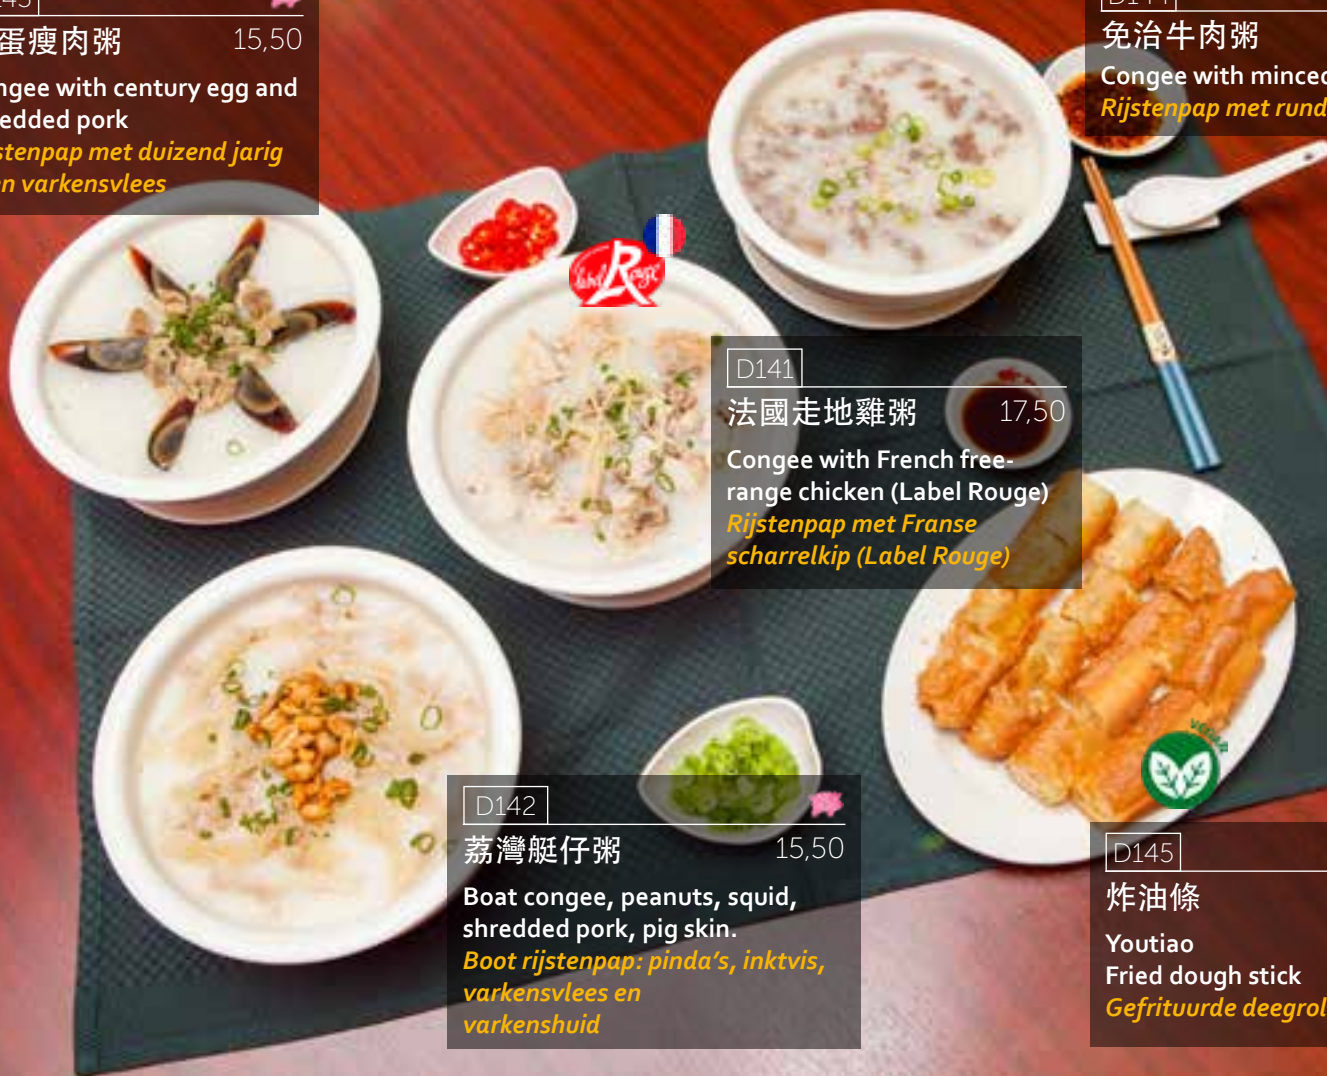 蛋瘦肉粥 15,50
ngee with century egg and
edded pork
stenpap met duizend jarig
en varkensvlees
免治牛肉粥
Congee with minced
Rijstenpap met rund
label Rouge
D141
法國走地雞粥 17,50
Congee with French free-
range chicken (Label Rouge)
Rijstenpap met Franse
scharrelkip (Label Rouge)
D142
荔灣艇仔粥 15,50
Boat congee, peanuts, squid,
shredded pork, pig skin.
Boot rijstenpap: pinda's, inktvis,
varkensvlees en
varkenshuid
D145
炸油條
Youtiao
Fried dough stick
Gefrituurde deegrol